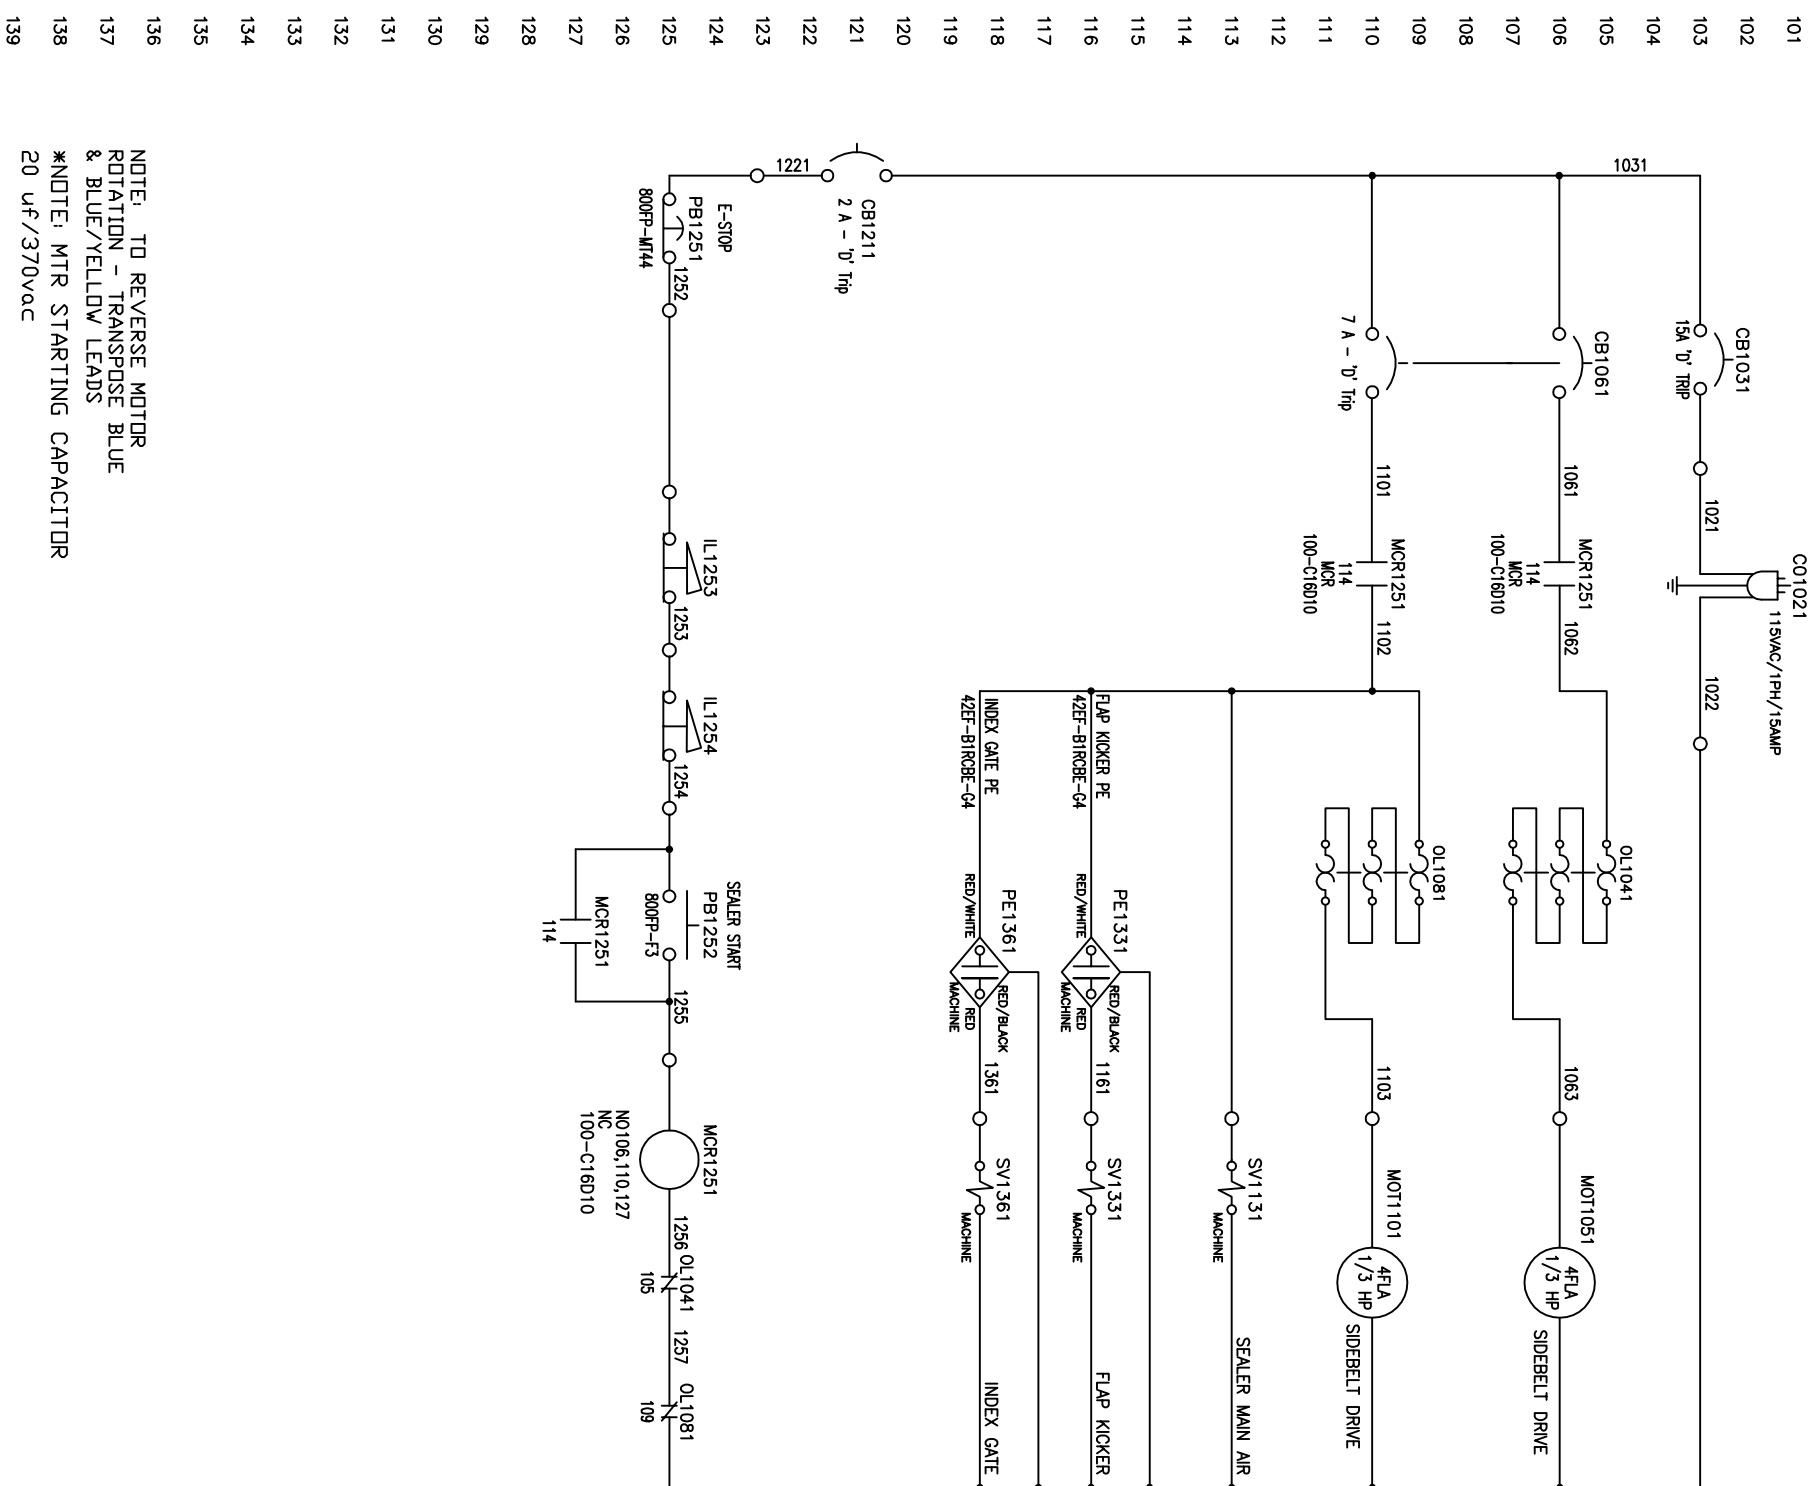 101
102
103
104
105
106
107
108
109
110
111
112
113
114
115
116
117
118
119
120
121
122
123
124
125
126
127
128
129
130
131
132
133
134
135
136
137
138
139
CO1021
115VAC/1PH/15AMP
CB1031
15A 'D' TRIP
1021
1022
1031
CB1061
1061
MCR1251
114
MCR
100-C16D10
1062
OL1041
1063
MOT1051
4FLA
1/3 HP
SIDEBELT DRIVE
7 A - 'D' Trip
1101
MCR1251
114
MCR
100-C16D10
1102
OL1081
1103
MOT1101
4FLA
1/3 HP
SIDEBELT DRIVE
SV1131
MACHINE
SEALER MAIN AIR
FLAP KICKER PE
42EF-B1RCBE-G4
RED/WHITE
PE1331
RED/BLACK
RED
MACHINE
1161
SV1331
MACHINE
FLAP KICKER
INDEX GATE PE
42EF-B1RCBE-G4
RED/WHITE
PE1361
RED/BLACK
RED
MACHINE
1361
SV1361
MACHINE
INDEX GATE
CB1211
2 A - 'D' Trip
1221
E-STOP
PB1251
800FP-MT44
1252
IL1253
1253
IL1254
1254
SEALER START
PB1252
800FP-F3
MCR1251
114
1255
MCR1251
NO106,110,127
NC
100-C16D10
1256
OL1041
105
1257
OL1081
109
NOTE: TO REVERSE MOTOR
ROTATION - TRANSPOSE BLUE
& BLUE/YELLOW LEADS
*NOTE: MTR STARTING CAPACITOR
20 uf/370vac